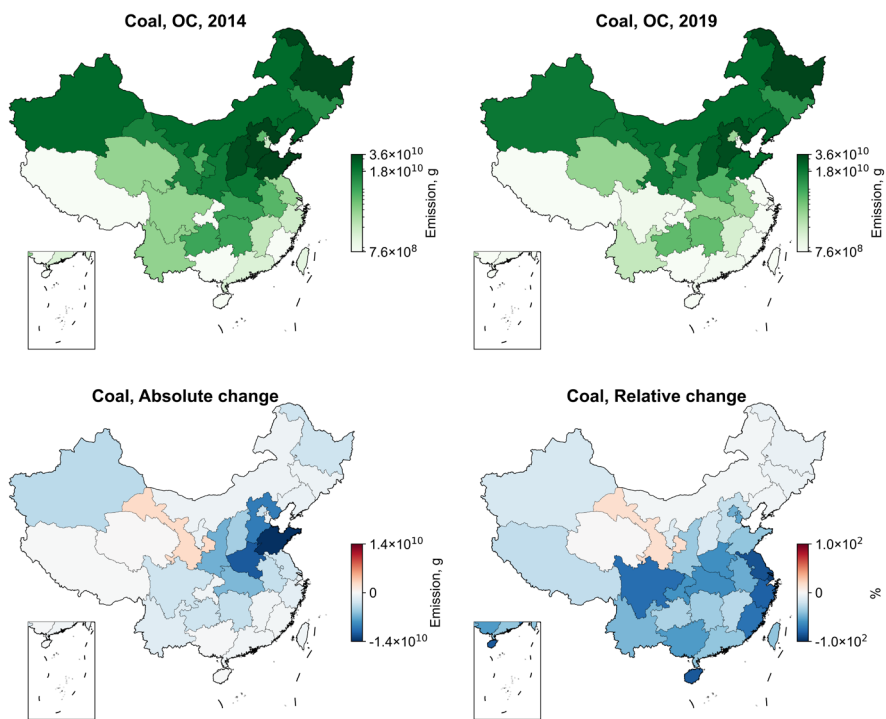 Coal, OC, 2014
3.6×10¹⁰
1.8×10¹⁰
7.6×10⁸
Emission, g
Coal, OC, 2019
3.6×10¹⁰
1.8×10¹⁰
7.6×10⁸
Emission, g
Coal, Absolute change
1.4×10¹⁰
0
-1.4×10¹⁰
Emission, g
Coal, Relative change
1.0×10²
0
-1.0×10²
%